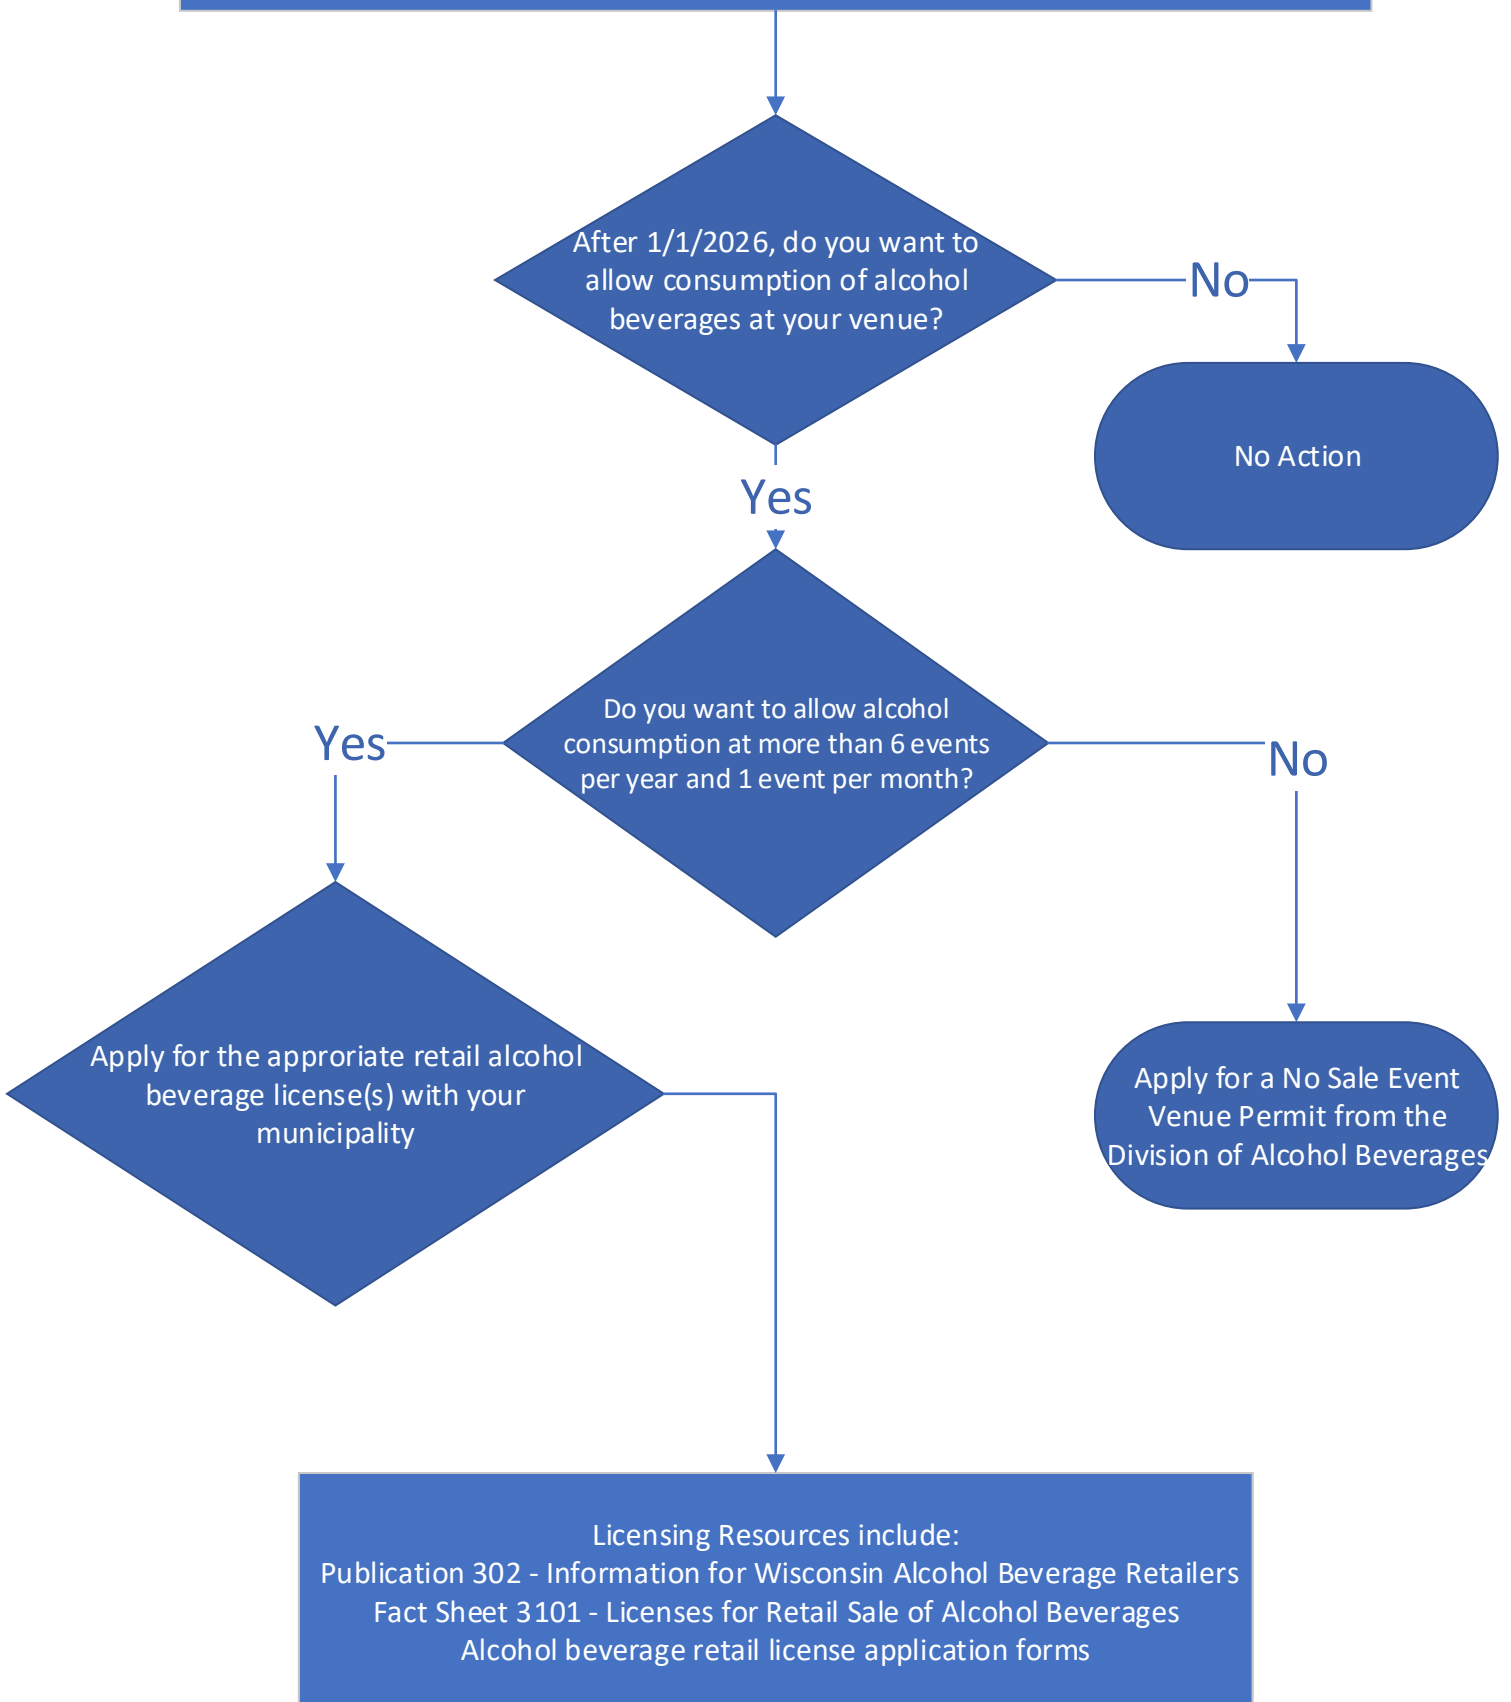 After 1/1/2026, do you want to
allow consumption of alcohol
beverages at your venue?
No
No Action
Yes
Do you want to allow alcohol
consumption at more than 6 events
per year and 1 event per month?
Yes
No
Apply for the approriate retail alcohol
beverage license(s) with your
municipality
Apply for a No Sale Event
Venue Permit from the
Division of Alcohol Beverages
Licensing Resources include:
Publication 302 - Information for Wisconsin Alcohol Beverage Retailers
Fact Sheet 3101 - Licenses for Retail Sale of Alcohol Beverages
Alcohol beverage retail license application forms